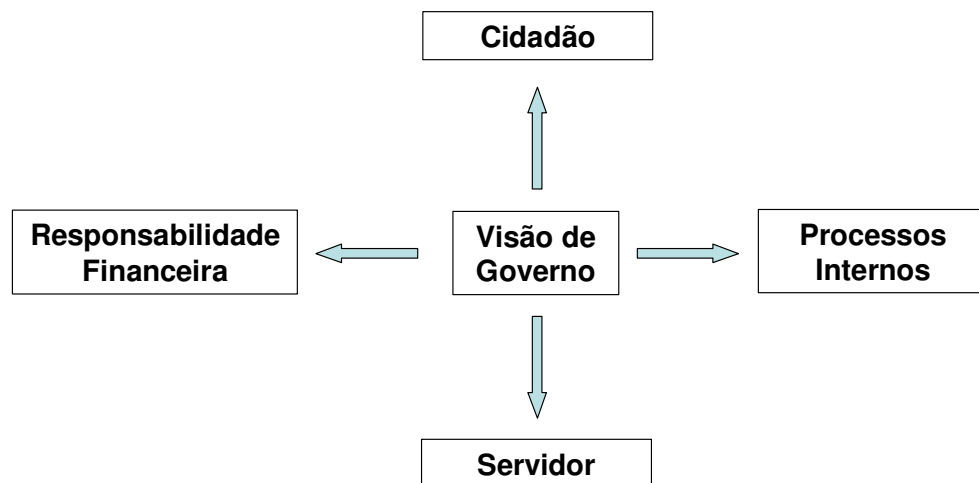 Cidadão
Responsabilidade
Financeira
Visão de
Governo
Processos
Internos
Servidor